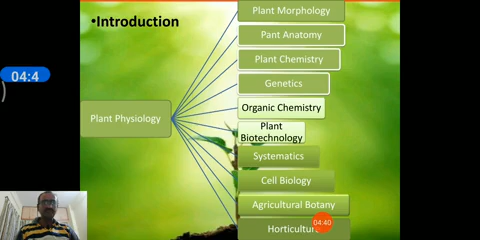 •Introduction
Plant Morphology
Pant Anatomy
04:4
Plant Chemistry
Genetics
Organic Chemistry
Plant Physiology
Plant
Biotechnology
Systematics
Cell Biology
Agricultural Botany
04:40